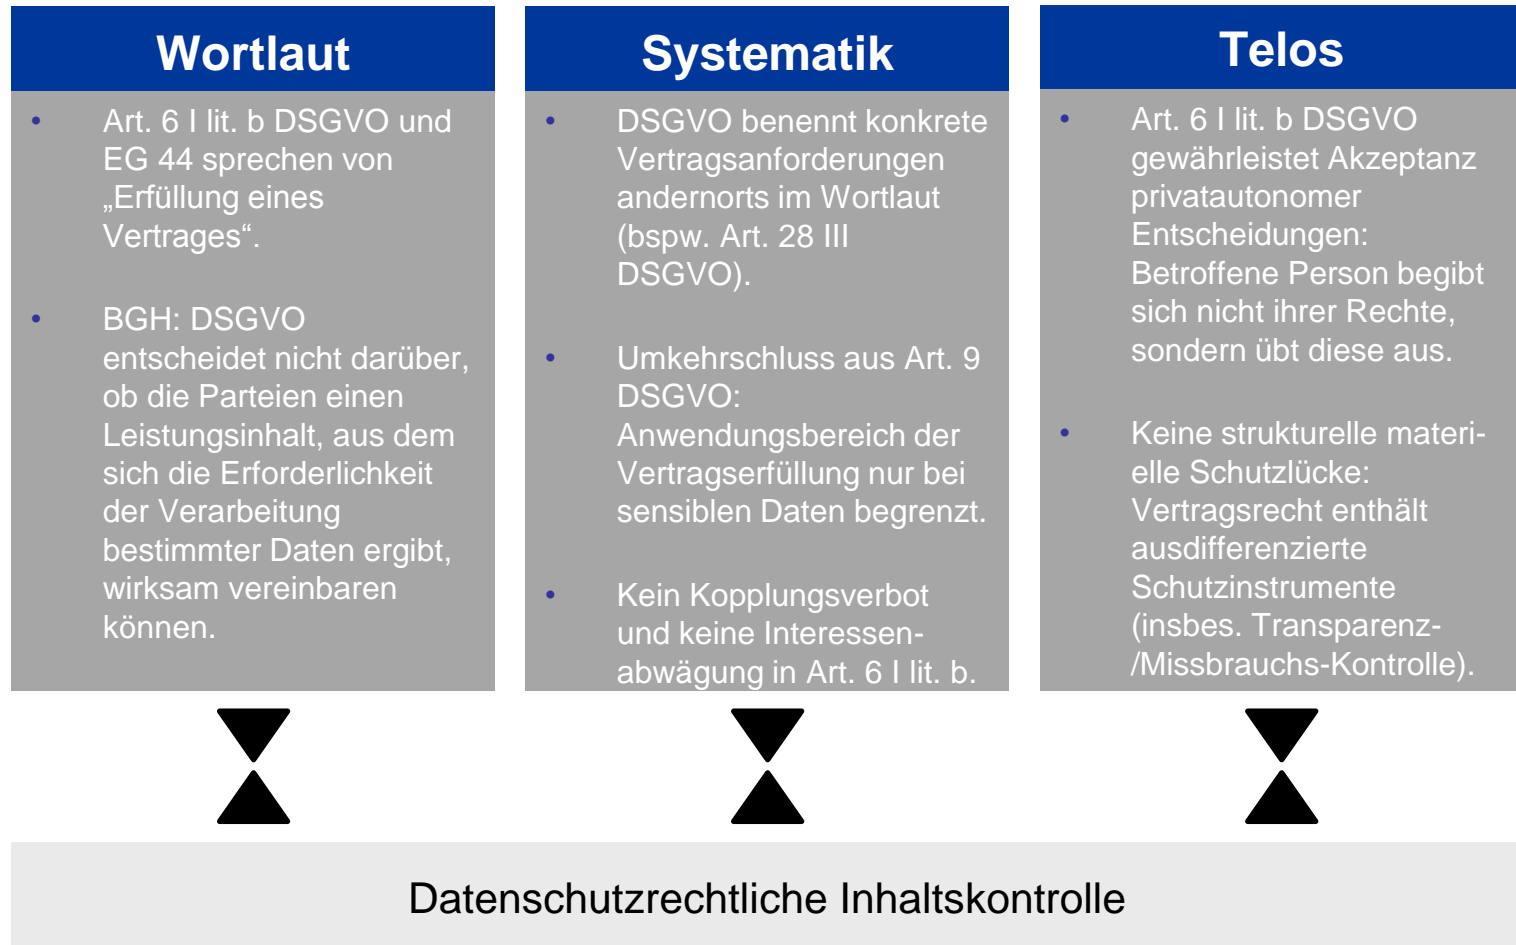 Wortlaut
• Art. 6 I lit. b DSGVO und
EG 44 sprechen von
„Erfüllung eines
Vertrages“.
• BGH: DSGVO
entscheidet nicht darüber,
ob die Parteien einen
Leistungsinhalt, aus dem
sich die Erforderlichkeit
der Verarbeitung
bestimmter Daten ergibt,
wirksam vereinbaren
können.
Systematik
• DSGVO benennt konkrete
Vertragsanforderungen
andernorts im Wortlaut
(bspw. Art. 28 III
DSGVO).
• Umkehrschluss aus Art. 9
DSGVO:
Anwendungsbereich der
Vertragserfüllung nur bei
sensiblen Daten begrenzt.
• Kein Kopplungsverbot
und keine Interessen-
abwägung in Art. 6 I lit. b.
Telos
• Art. 6 I lit. b DSGVO
gewährleistet Akzeptanz
privatautonomer
Entscheidungen:
Betroffene Person begibt
sich nicht ihrer Rechte,
sondern übt diese aus.
• Keine strukturelle materi-
elle Schutzlücke:
Vertragsrecht enthält
ausdifferenzierte
Schutzinstrumente
(insbes. Transparenz-
/Missbrauchs-Kontrolle).
Datenschutzrechtliche Inhaltskontrolle